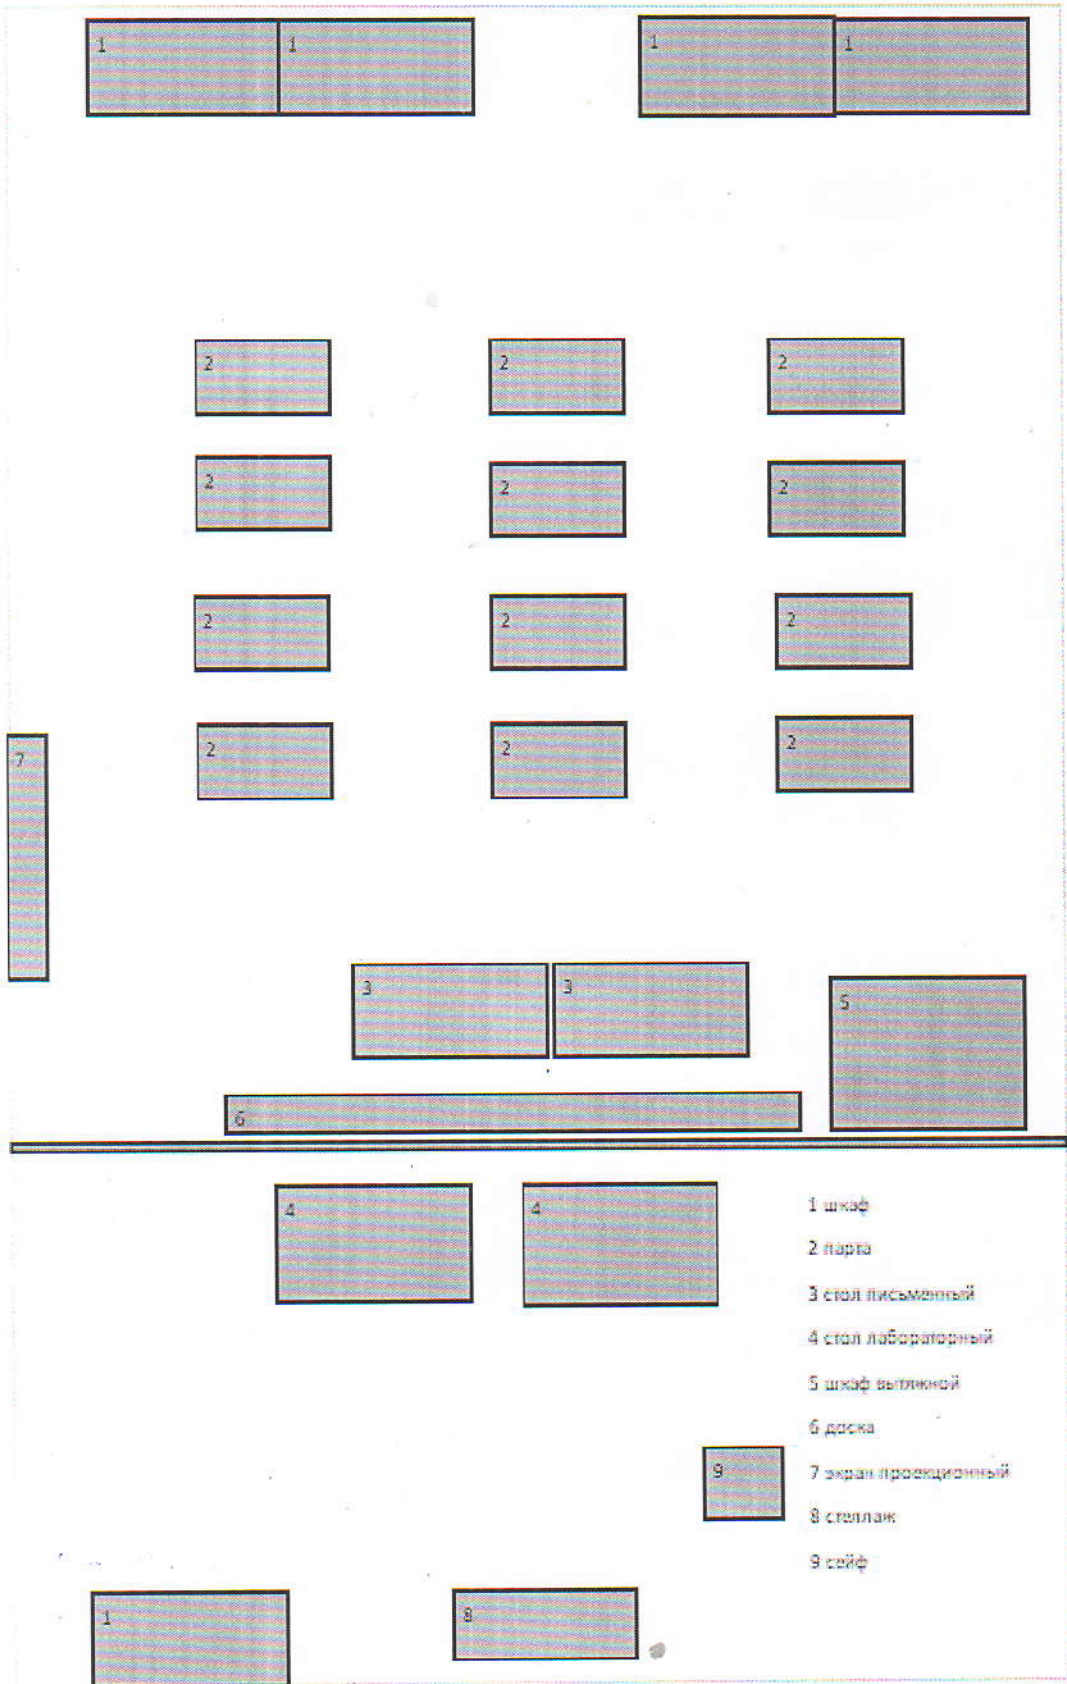 1 1 1 1
2 2 2
2 2 2
2 2 2
2 2 2
7
3 3 5
6
4 4
1 шкаф
2 парта
3 стол письменный
4 стол лабораторный
5 шкаф вытяжной
6 доска
7 экран проекционный
8 стеллаж
9 сейф
9
1 8